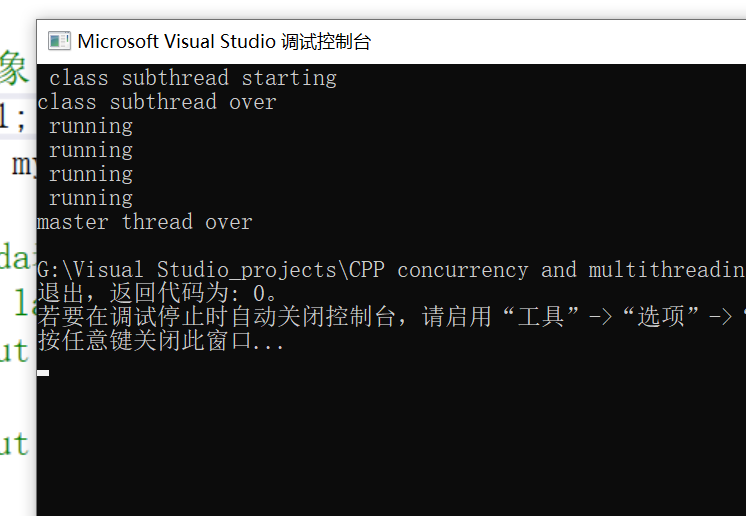 Microsoft Visual Studio 调试控制台
象
class subthread starting
class subthread over
l;
running
running
my
running
running
master thread over
dai
G:\Visual Studio_projects\CPP concurrency and multithreadin
退出，返回代码为: 0。
la
若要在调试停止时自动关闭控制台，请启用“工具”->“选项”->“
按任意键关闭此窗口...
ut
ut